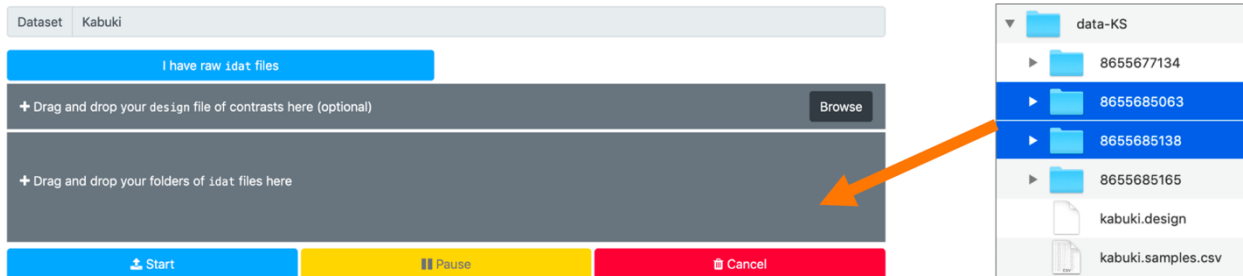 Dataset Kabuki
I have raw idat files
+ Drag and drop your design file of contrasts here (optional)
Browse
+ Drag and drop your folders of idat files here
Start
Pause
Cancel
data-KS
8655677134
8655685063
8655685138
8655685165
kabuki.design
kabuki.samples.csv